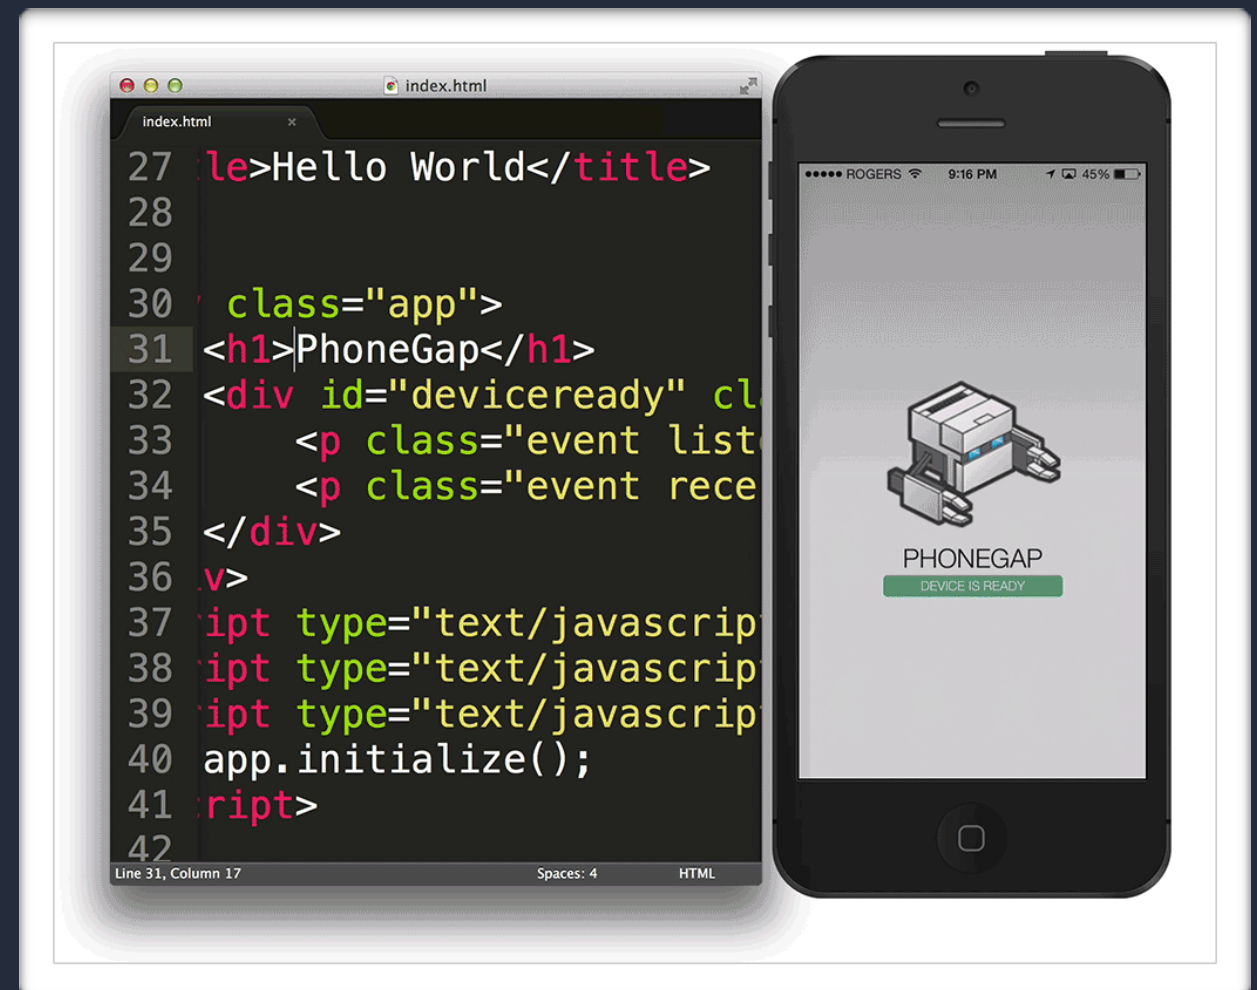 index.html
index.html
27 le>Hello World</title>
28
29
30 class="app">
31 <h1>PhoneGap</h1>
32 <div id="deviceready" cl
33 <p class="event list
34 <p class="event rece
35 </div>
36 v>
37 ipt type="text/javascrip
38 ipt type="text/javascrip
39 ript type="text/javascrip
40 app.initialize();
41 ript>
42
Line 31, Column 17 Spaces: 4 HTML
ROGERS 9:16 PM 45%
PHONEGAP
DEVICE IS READY